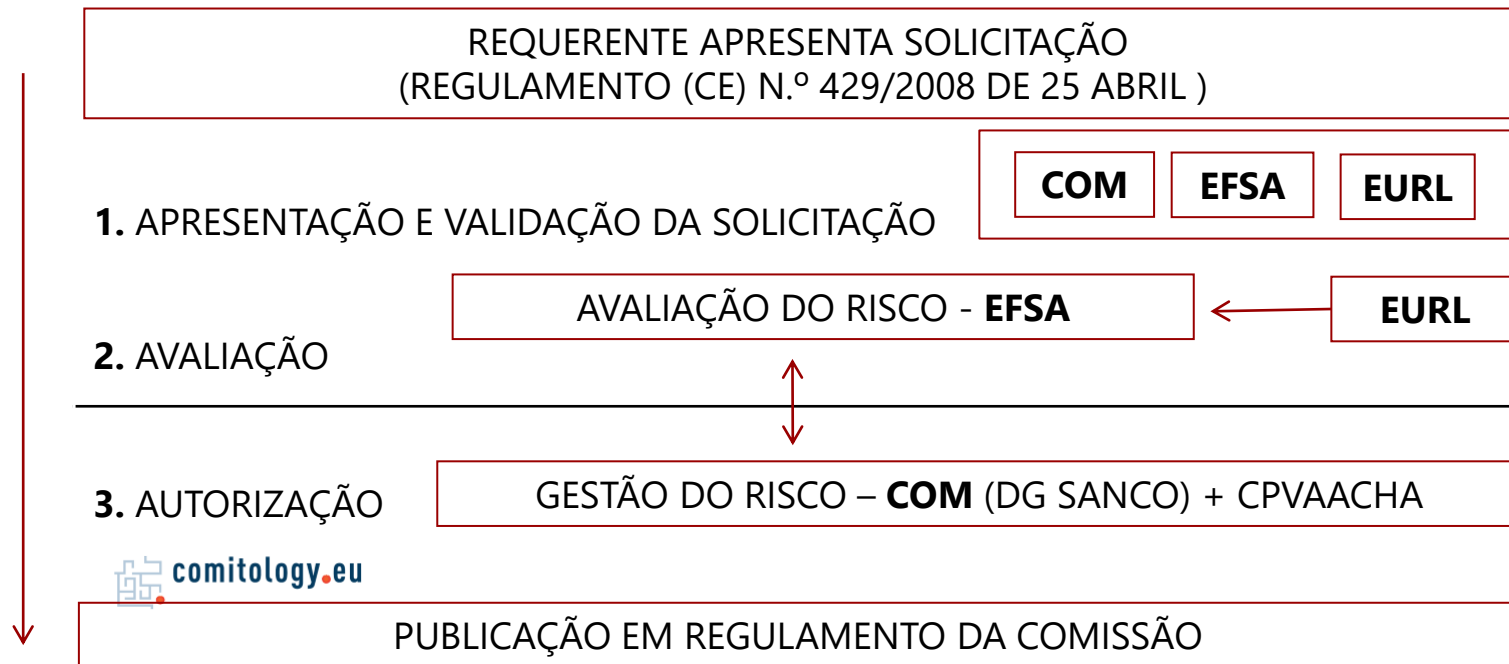 REQUERENTE APRESENTA SOLICITAÇÃO
(REGULAMENTO (CE) N.º 429/2008 DE 25 ABRIL )
COM EFSA EURL
1. APRESENTAÇÃO E VALIDAÇÃO DA SOLICITAÇÃO
AVALIAÇÃO DO RISCO - EFSA EURL
2. AVALIAÇÃO
3. AUTORIZAÇÃO GESTÃO DO RISCO – COM (DG SANCO) + CPVAACHA
comitology.eu
PUBLICAÇÃO EM REGULAMENTO DA COMISSÃO